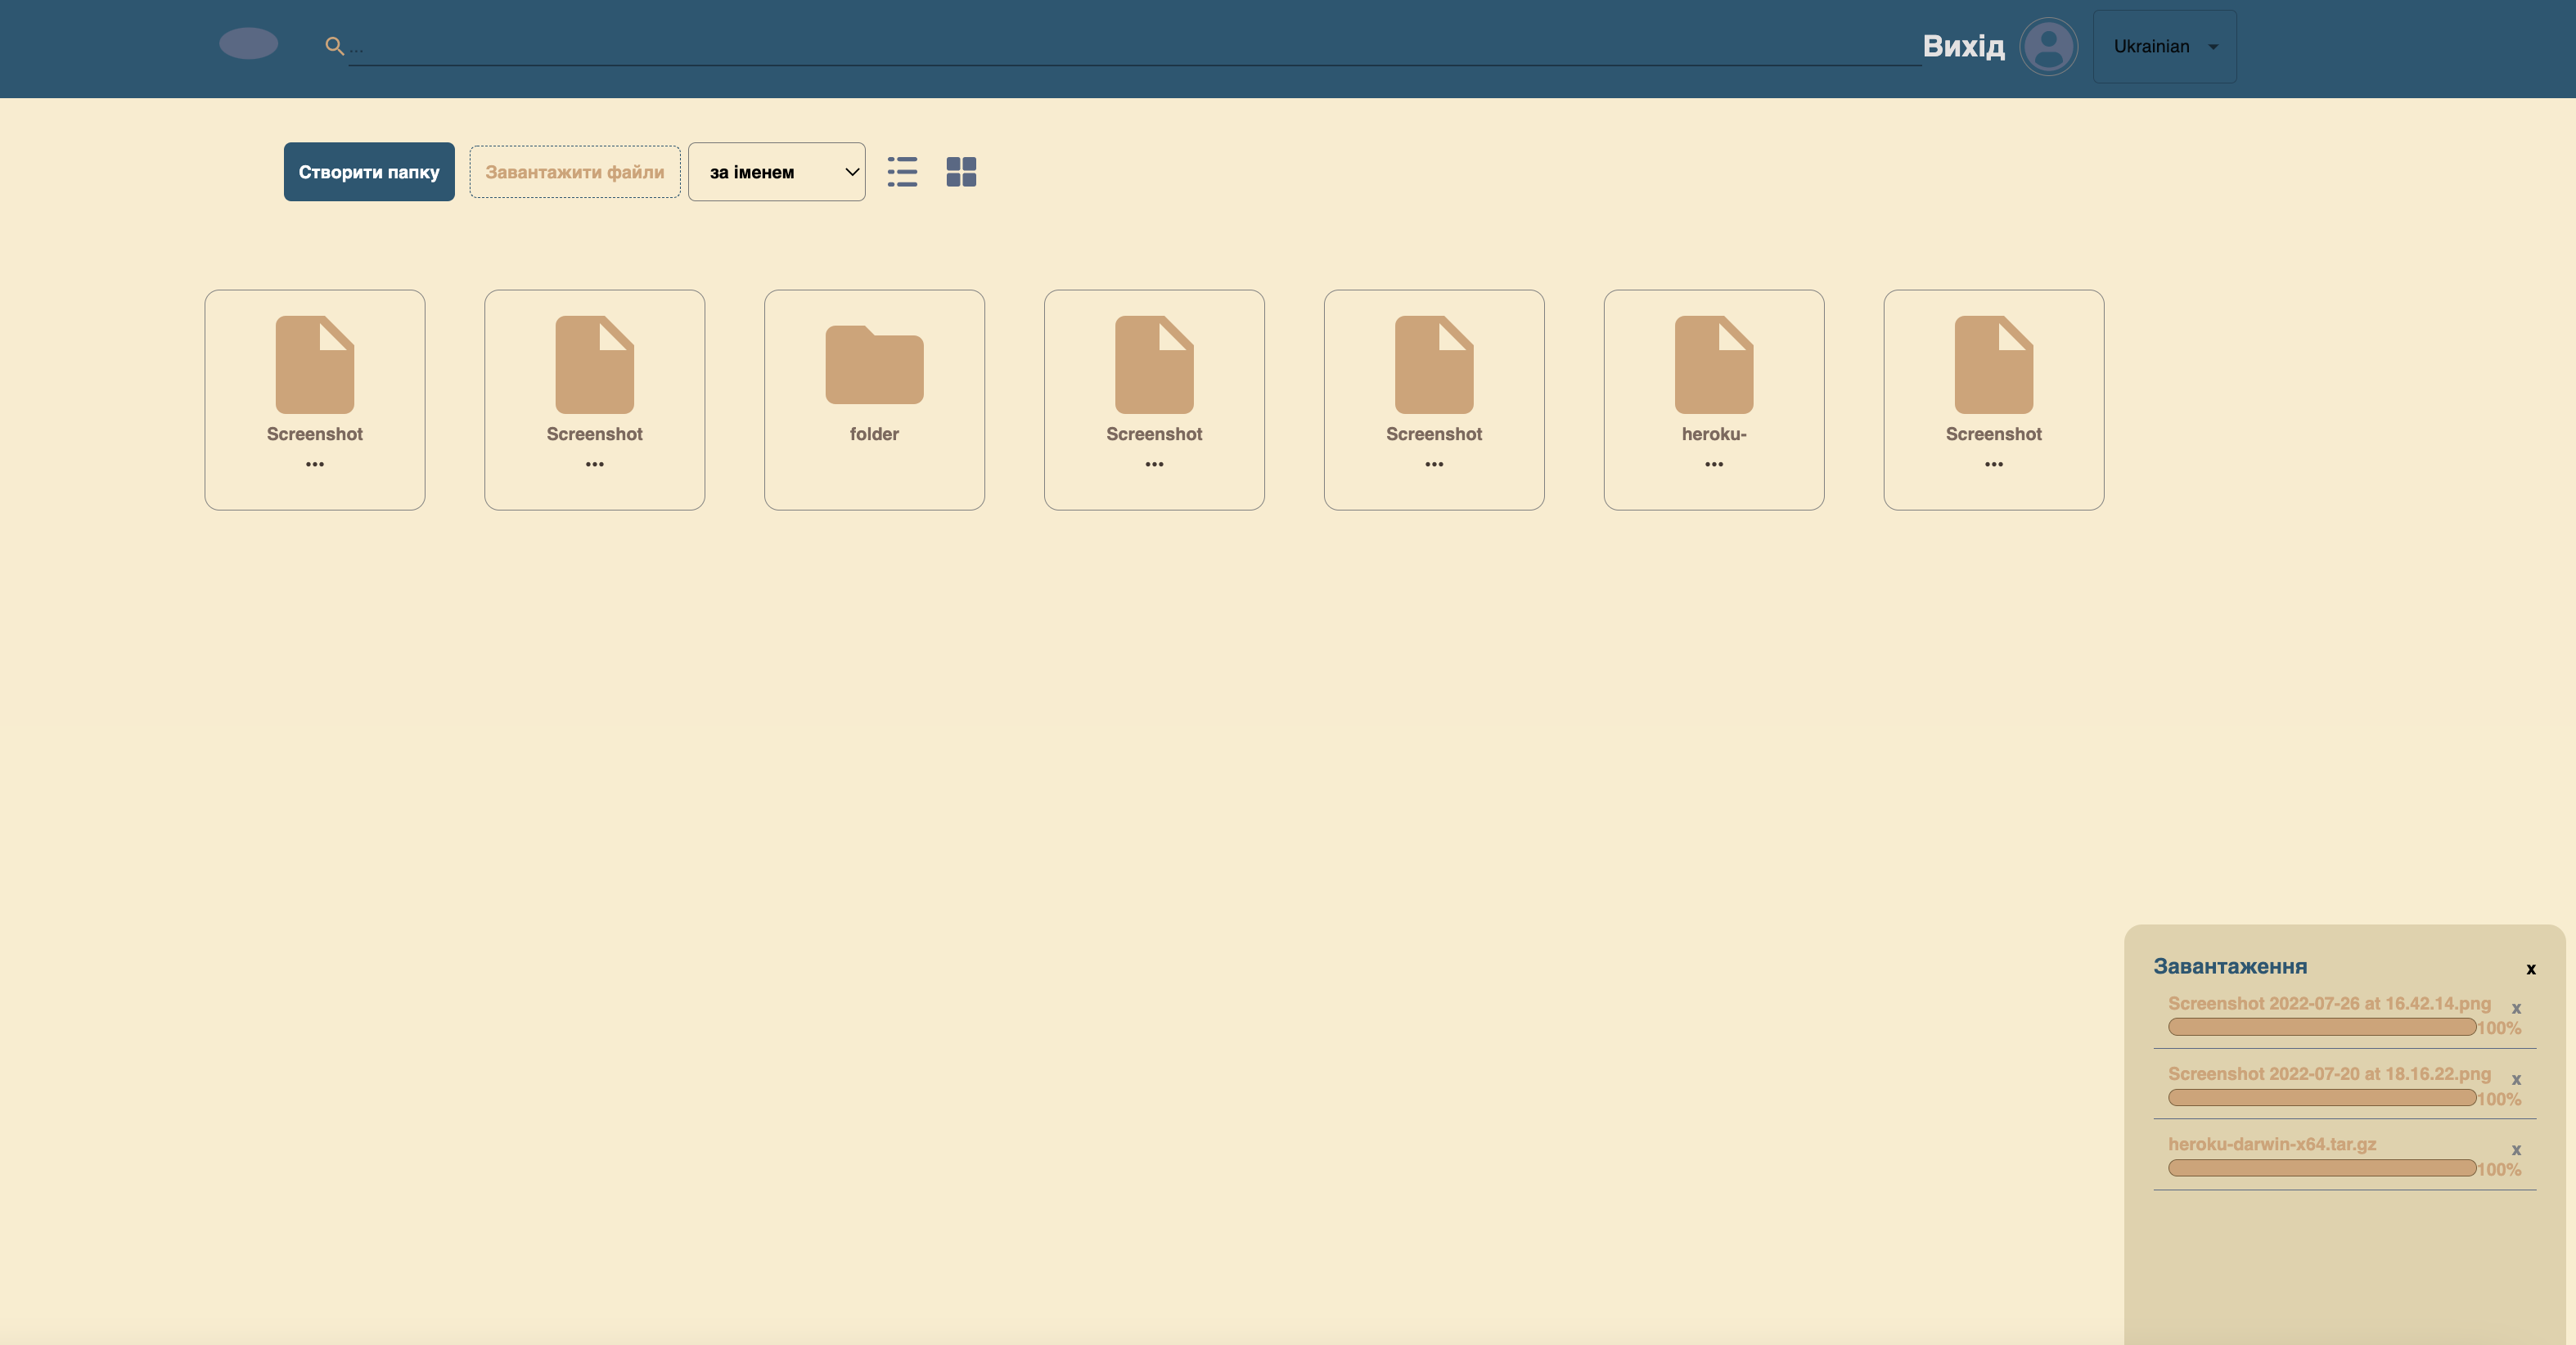 ...
Вихід
Ukrainian
Створити папку
Завантажити файли
за іменем
Screenshot
...
Screenshot
...
folder
Screenshot
...
Screenshot
...
heroku-
...
Screenshot
...
Завантаження
x
Screenshot 2022-07-26 at 16.42.14.png
x
100%
Screenshot 2022-07-20 at 18.16.22.png
x
100%
heroku-darwin-x64.tar.gz
x
100%